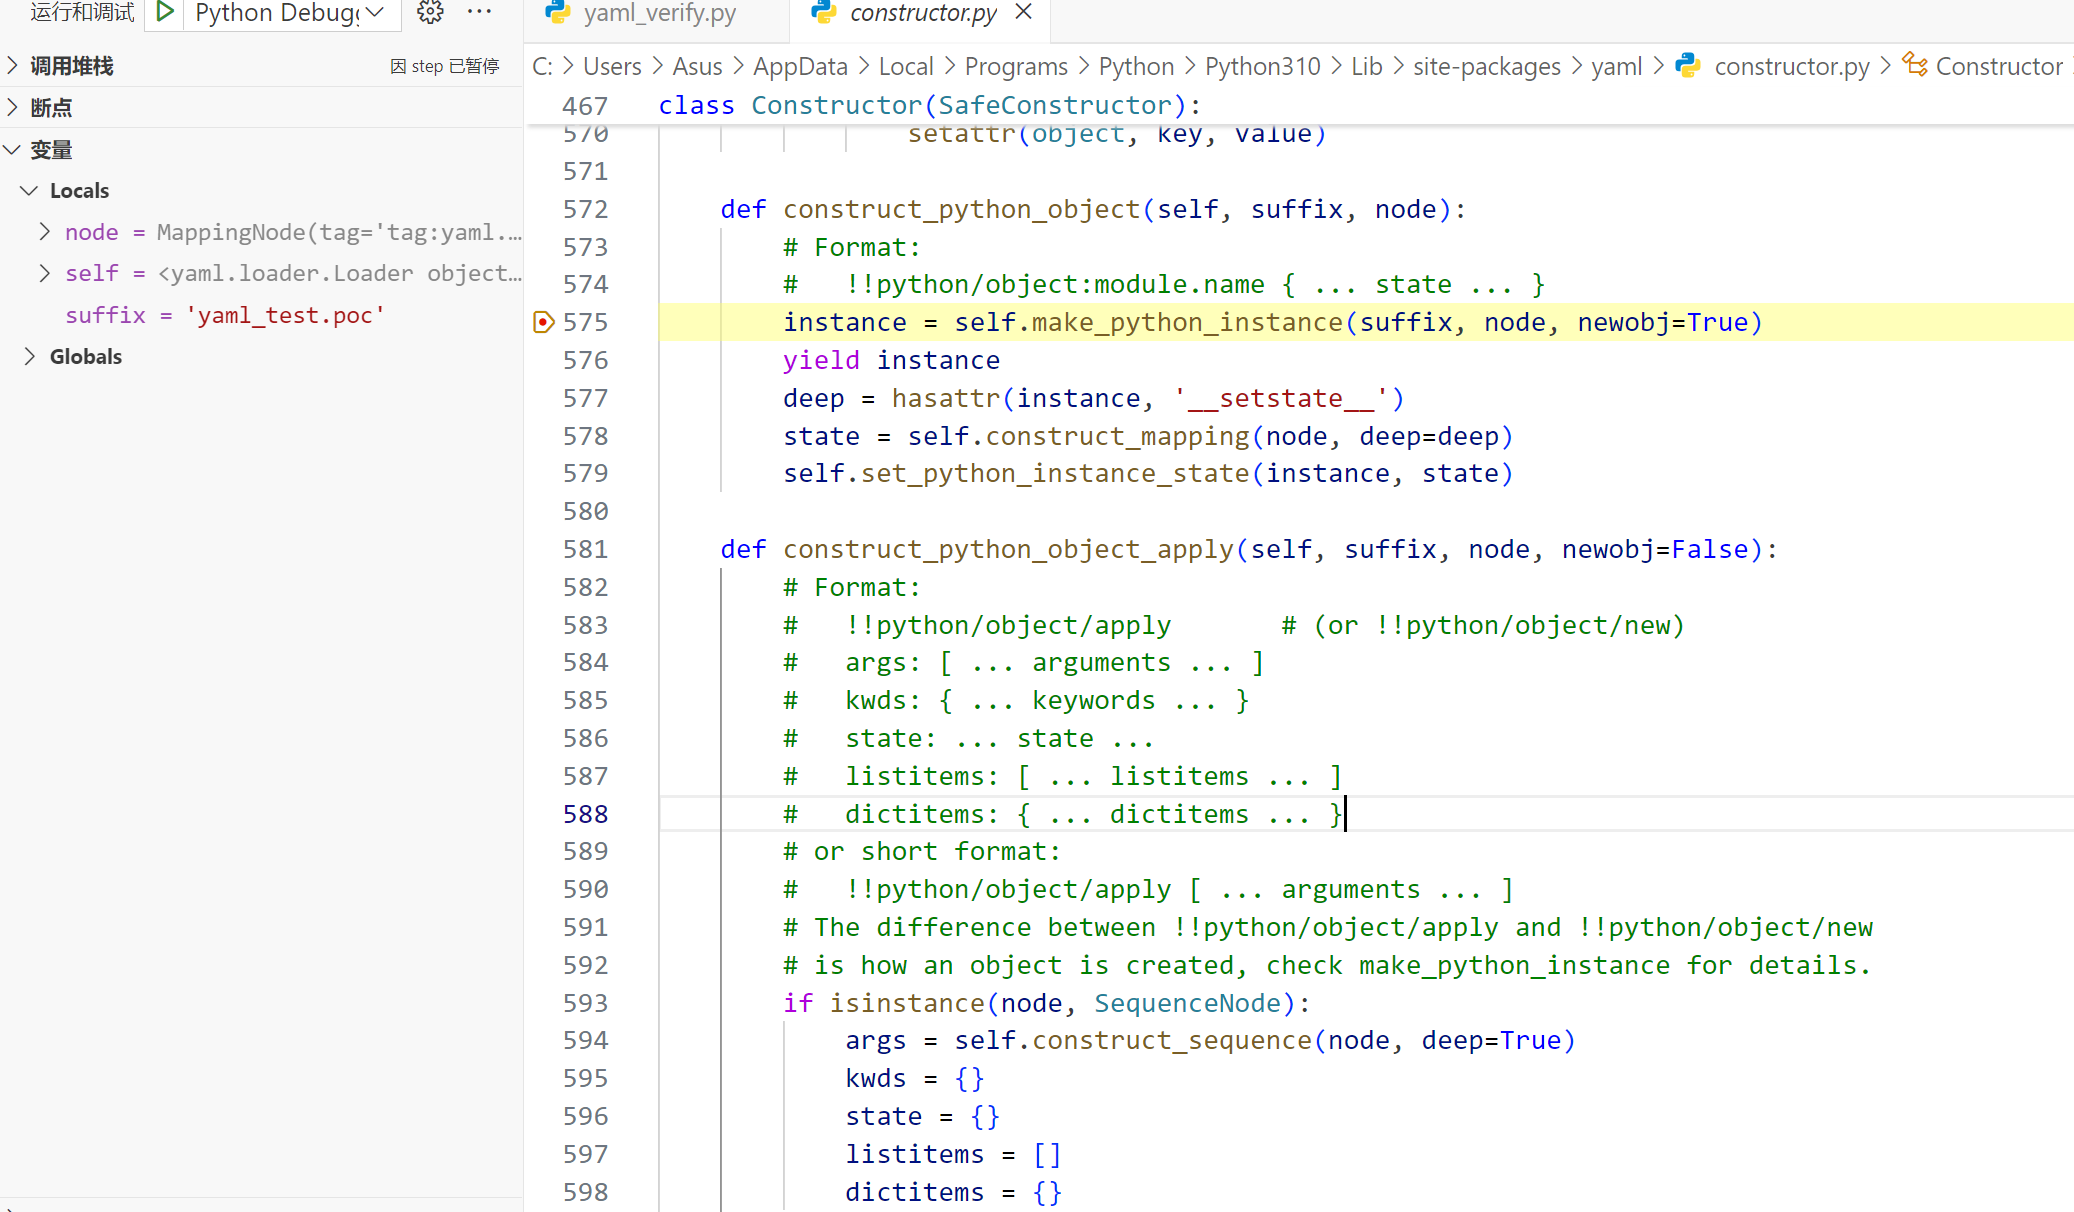 运行和调试
Python Debug
调用堆栈
因 step 已暂停
断点
变量
Locals
node = MappingNode(tag='tag:yaml.…
self = <yaml.loader.Loader object…
suffix = 'yaml_test.poc'
Globals
yaml_verify.py
constructor.py
C: > Users > Asus > AppData > Local > Programs > Python > Python310 > Lib > site-packages > yaml > constructor.py > Constructor
467 class Constructor(SafeConstructor):
570 setattr(object, key, value)
571
572 def construct_python_object(self, suffix, node):
573 # Format:
574 #   !!python/object:module.name { ... state ... }
575 instance = self.make_python_instance(suffix, node, newobj=True)
576 yield instance
577 deep = hasattr(instance, '__setstate__')
578 state = self.construct_mapping(node, deep=deep)
579 self.set_python_instance_state(instance, state)
580
581 def construct_python_object_apply(self, suffix, node, newobj=False):
582 # Format:
583 #   !!python/object/apply       # (or !!python/object/new)
584 #   args: [ ... arguments ... ]
585 #   kwds: { ... keywords ... }
586 #   state: ... state ...
587 #   listitems: [ ... listitems ... ]
588 #   dictitems: { ... dictitems ... }
589 # or short format:
590 #   !!python/object/apply [ ... arguments ... ]
591 # The difference between !!python/object/apply and !!python/object/new
592 # is how an object is created, check make_python_instance for details.
593 if isinstance(node, SequenceNode):
594 args = self.construct_sequence(node, deep=True)
595 kwds = {}
596 state = {}
597 listitems = []
598 dictitems = {}